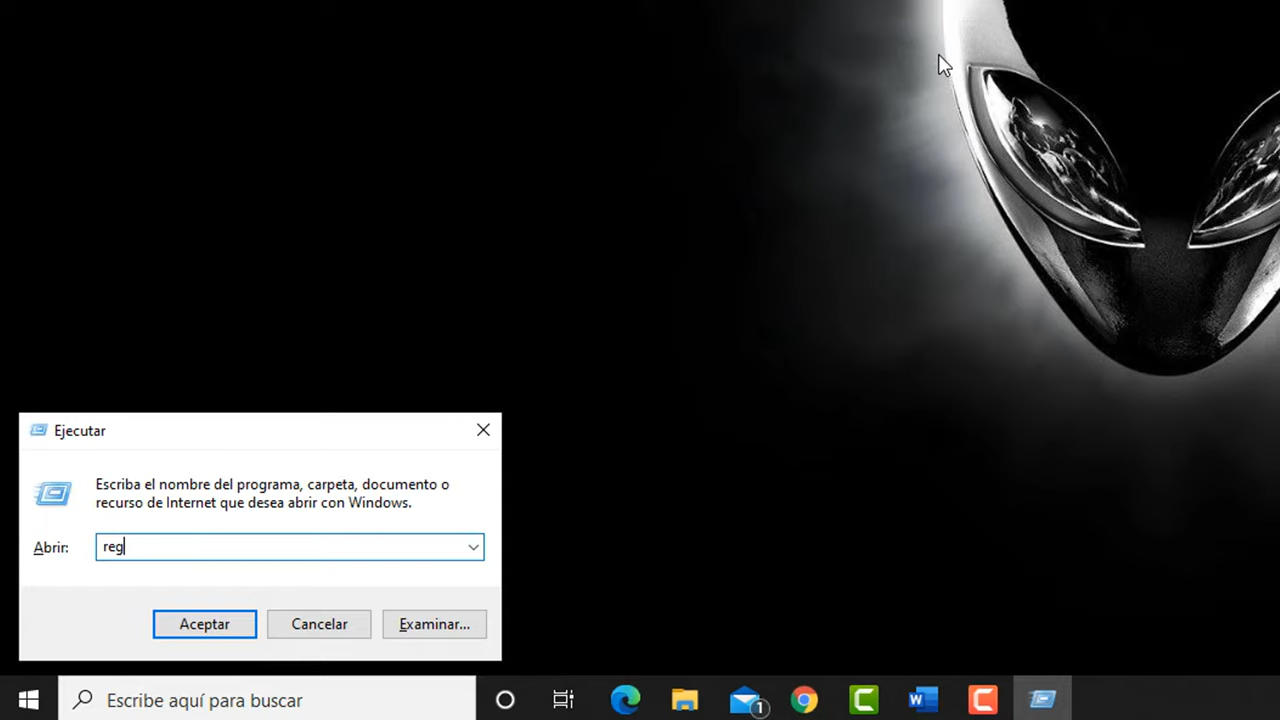 Ejecutar
Escriba el nombre del programa, carpeta, documento o
recurso de Internet que desea abrir con Windows.
Abrir: reg
Aceptar Cancelar Examinar...
Escribe aquí para buscar
1